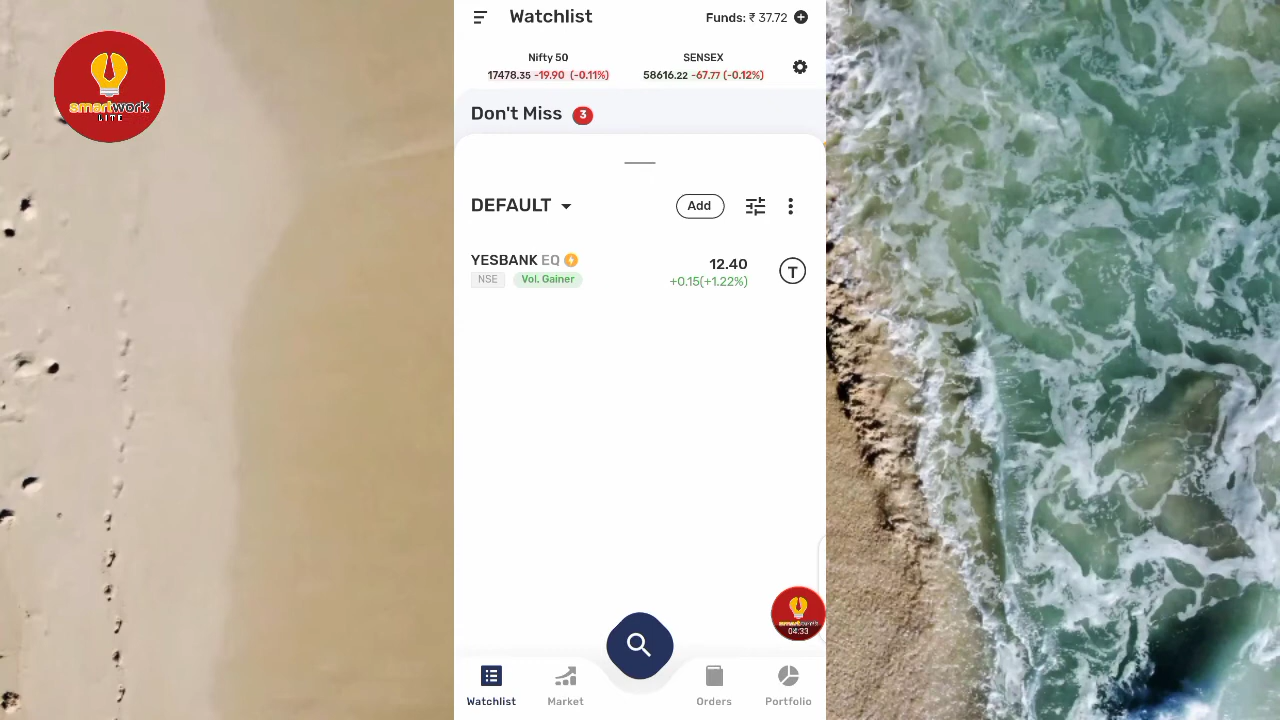 smartwork
LITE
Watchlist
Funds: ₹ 37.72
Nifty 50
17478.35 -19.90 (-0.11%)
SENSEX
58616.22 -67.77 (-0.12%)
Don't Miss 3
DEFAULT
Add
YESBANK EQ
NSE
Vol. Gainer
12.40
+0.15(+1.22%)
T
smartwork
04:33
Watchlist
Market
Orders
Portfolio